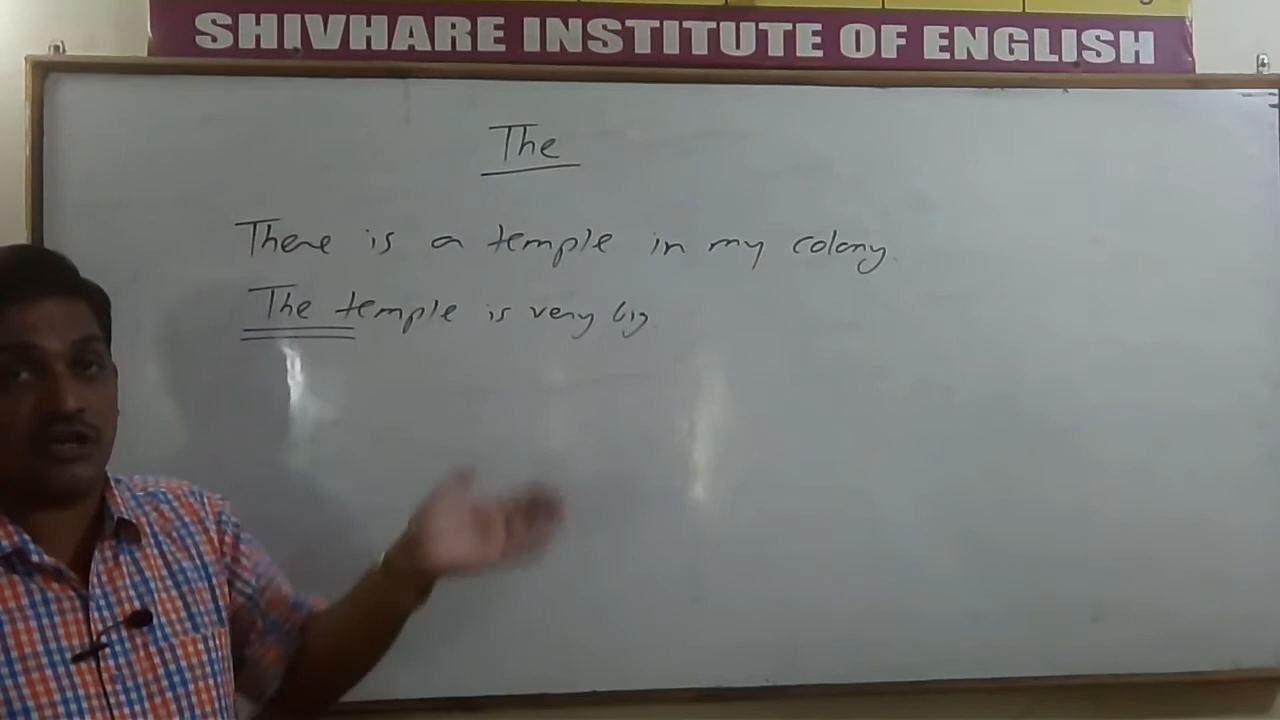 SHIVHARE INSTITUTE OF ENGLISH
The
There is a temple in my colony.
The temple is very big